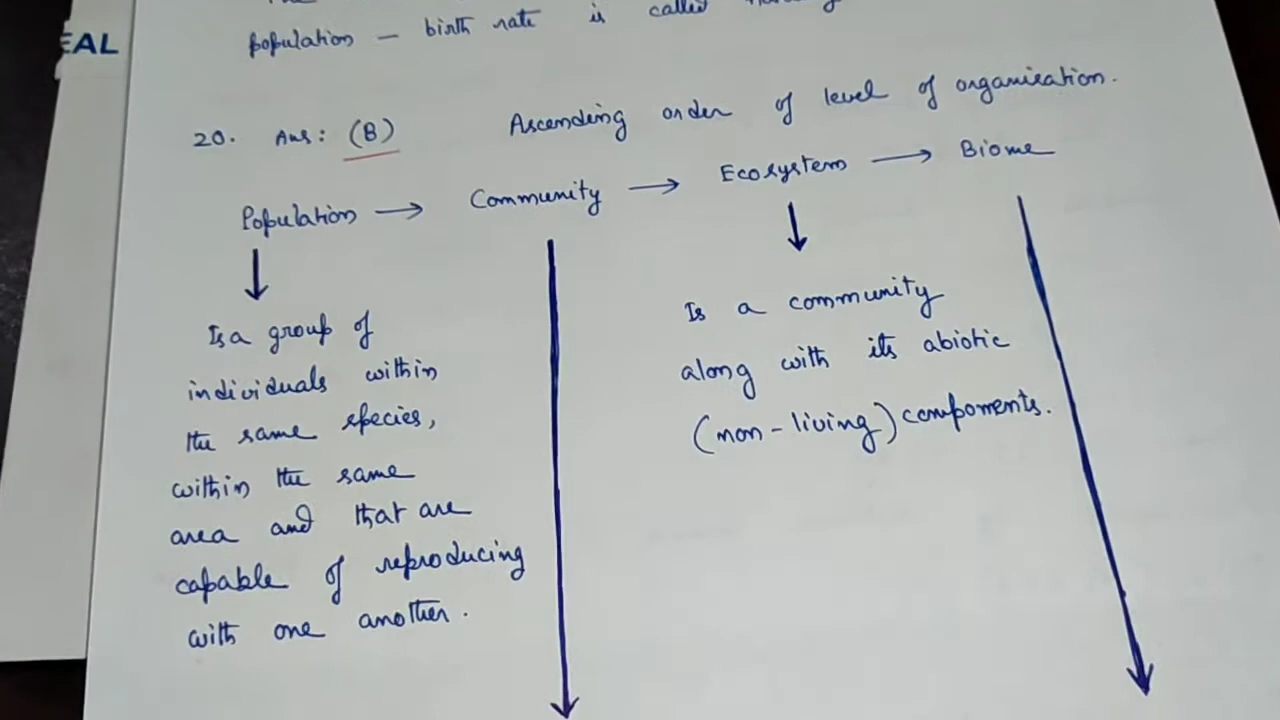 EAL
population — birth rate is called
20. Ans: (B) Ascending order of level of organisation.
Population → Community → Ecosystem → Biome
Is a group of
individuals within
the same species,
within the same
area and that are
capable of reproducing
with one another.
Is a community
along with its abiotic
(non-living) components.